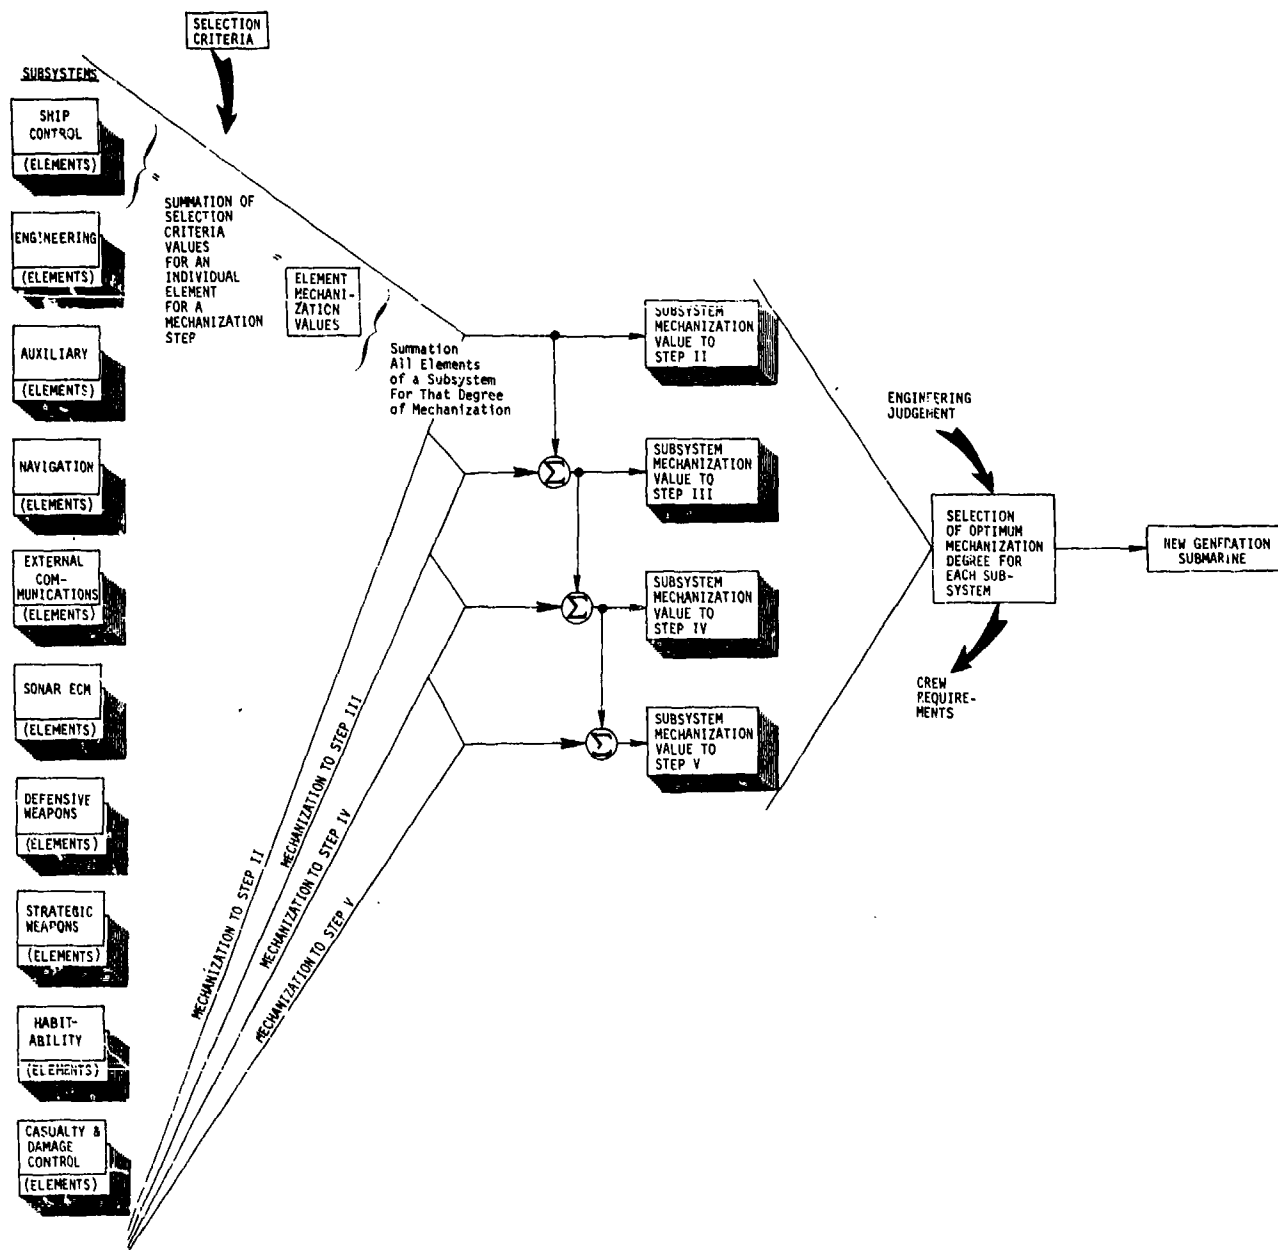 SELECTION
CRITERIA
SUBSYSTEMS
SHIP
CONTROL
(ELEMENTS)
ENGINEERING
(ELEMENTS)
AUXILIARY
(ELEMENTS)
NAVIGATION
(ELEMENTS)
EXTERNAL
COM-
MUNICATIONS
(ELEMENTS)
SONAR ECM
(ELEMENTS)
DEFENSIVE
WEAPONS
(ELEMENTS)
STRATEGIC
WEAPONS
(ELEMENTS)
HABIT-
ABILITY
(ELEMENTS)
CASUALTY &
DAMAGE
CONTROL
(ELEMENTS)
SUMMATION OF
SELECTION
CRITERIA
VALUES
FOR AN
INDIVIDUAL
ELEMENT
FOR A
MECHANIZATION
STEP
ELEMENT
MECHANI-
ZATION
VALUES
Summation
All Elements
of a Subsystem
For That Degree
of Mechanization
MECHANIZATION TO STEP II
MECHANIZATION TO STEP III
MECHANIZATION TO STEP IV
MECHANIZATION TO STEP V
Σ
Σ
Σ
SUBSYSTEM
MECHANIZATION
VALUE TO
STEP II
SUBSYSTEM
MECHANIZATION
VALUE TO
STEP III
SUBSYSTEM
MECHANIZATION
VALUE TO
STEP IV
SUBSYSTEM
MECHANIZATION
VALUE TO
STEP V
ENGINEERING
JUDGEMENT
SELECTION
OF OPTIMUM
MECHANIZATION
DEGREE FOR
EACH SUB-
SYSTEM
CREW
REQUIRE-
MENTS
NEW GENERATION
SUBMARINE